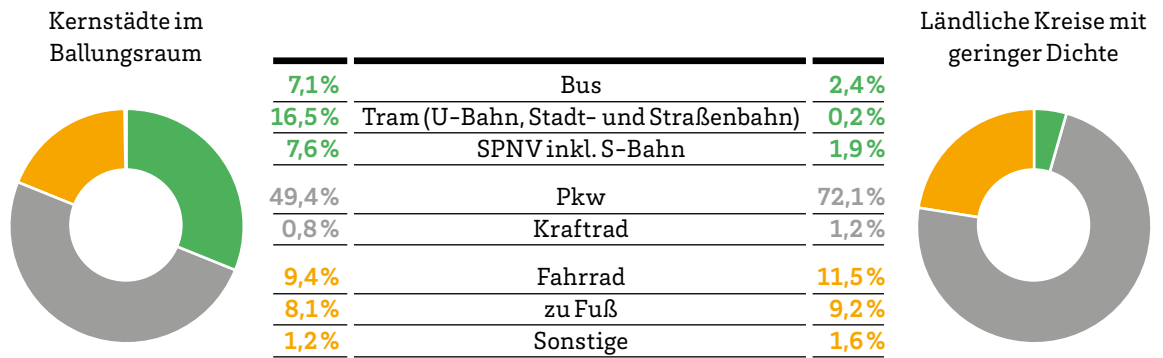 Kernstädte im
Ballungsraum
Ländliche Kreise mit
geringer Dichte
7,1% Bus 2,4%
16,5% Tram (U-Bahn, Stadt- und Straßenbahn) 0,2%
7,6% SPNV inkl. S-Bahn 1,9%
49,4% Pkw 72,1%
0,8% Kraftrad 1,2%
9,4% Fahrrad 11,5%
8,1% zu Fuß 9,2%
1,2% Sonstige 1,6%